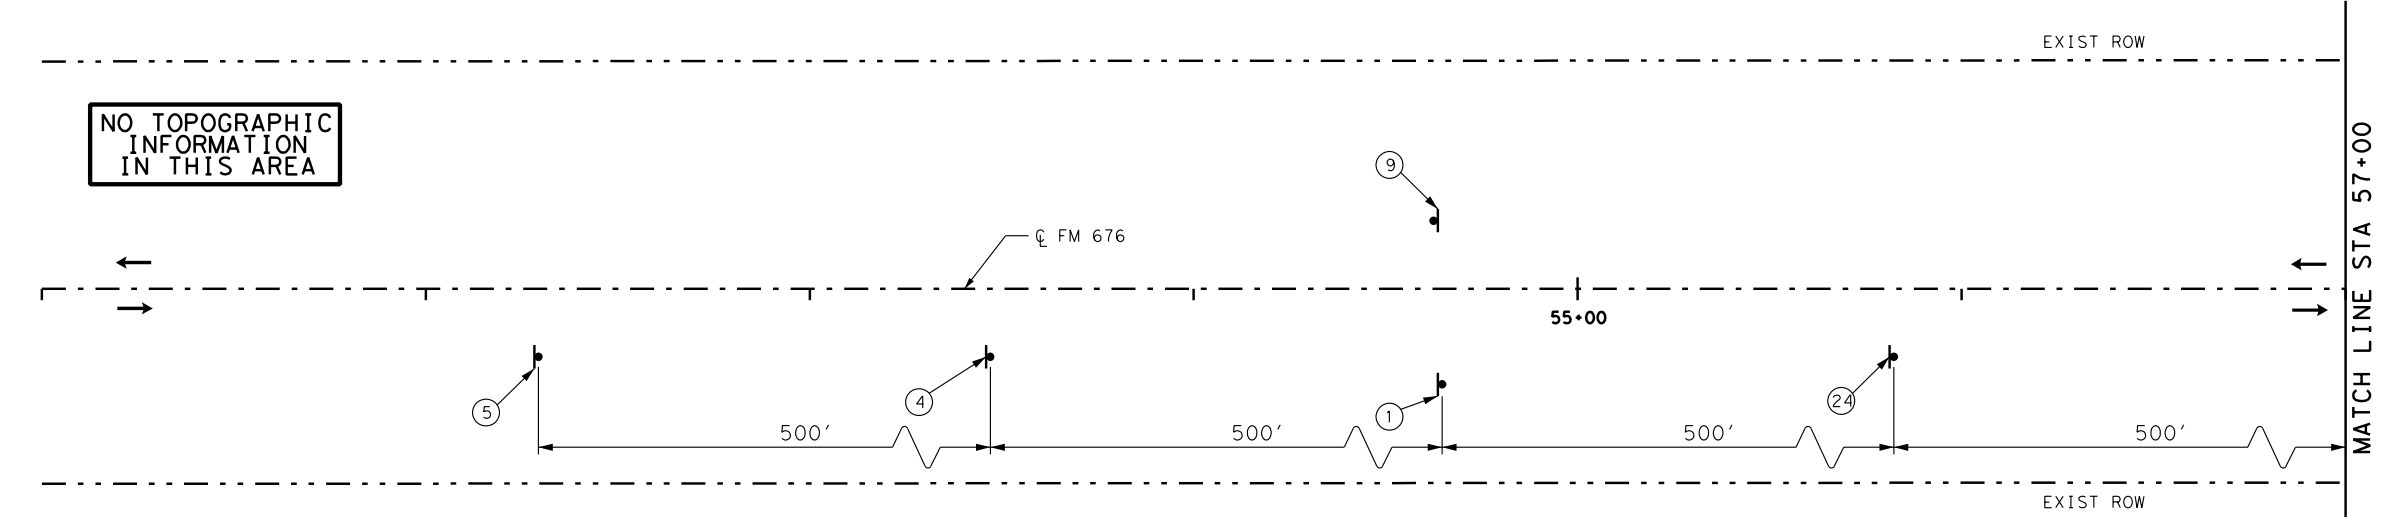 EXIST ROW
NO TOPOGRAPHIC
INFORMATION
IN THIS AREA
9
℄ FM 676
55+00
5
4
1
24
500'
500'
500'
500'
EXIST ROW
MATCH LINE STA 57+00